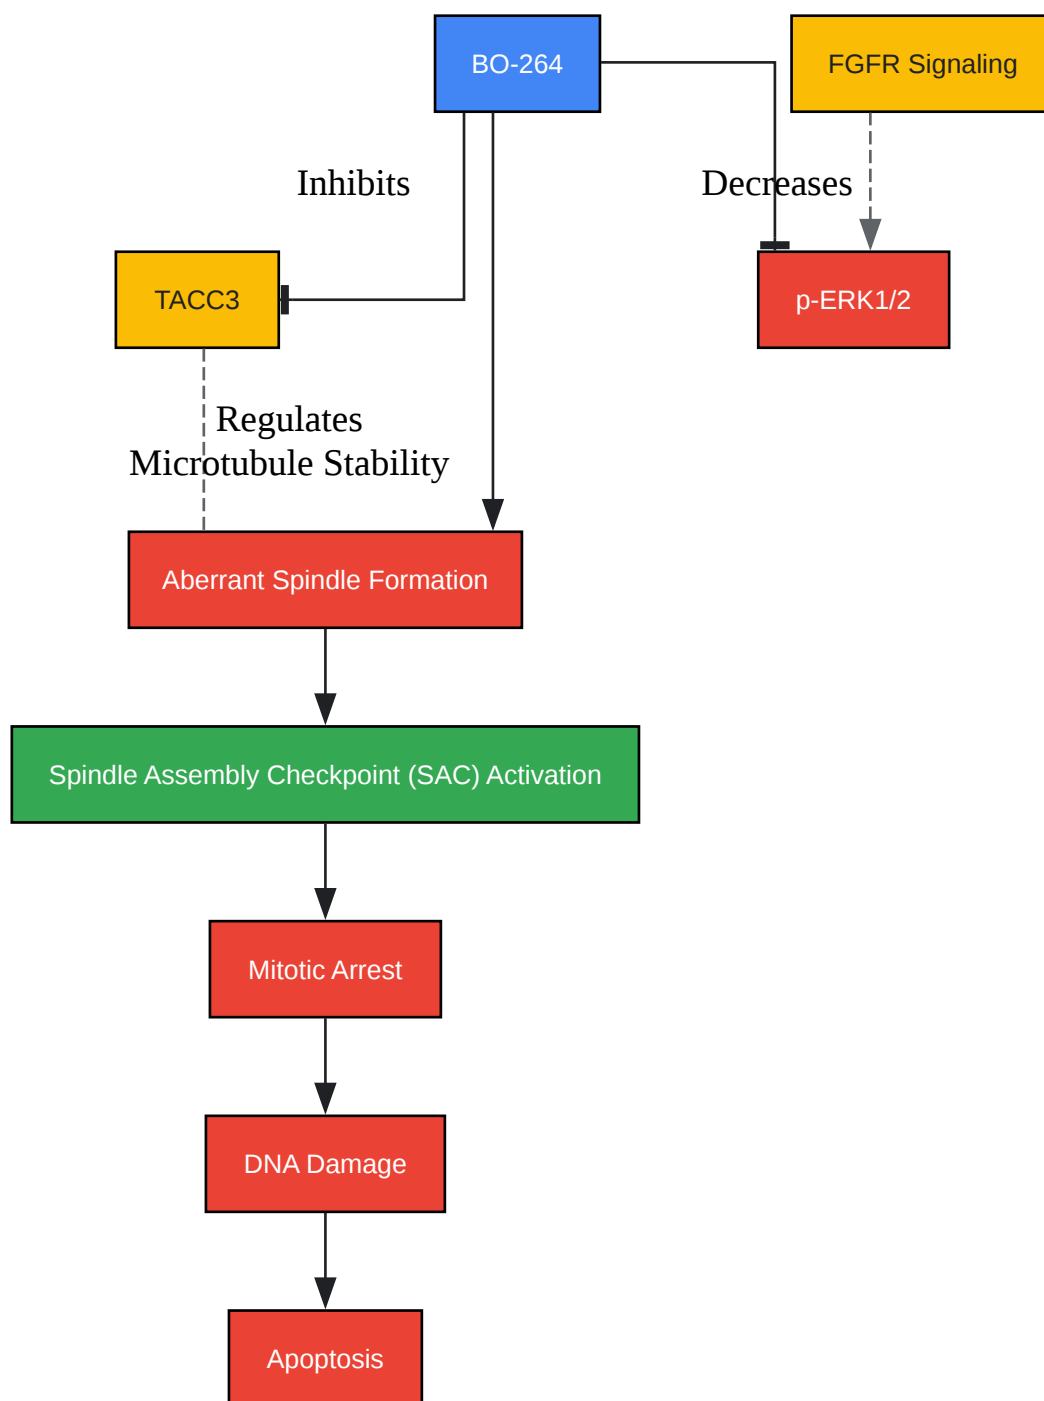 BO-264
FGFR Signaling
Inhibits
Decreases
TACC3
p-ERK1/2
Regulates
Microtubule Stability
Aberrant Spindle Formation
Spindle Assembly Checkpoint (SAC) Activation
Mitotic Arrest
DNA Damage
Apoptosis